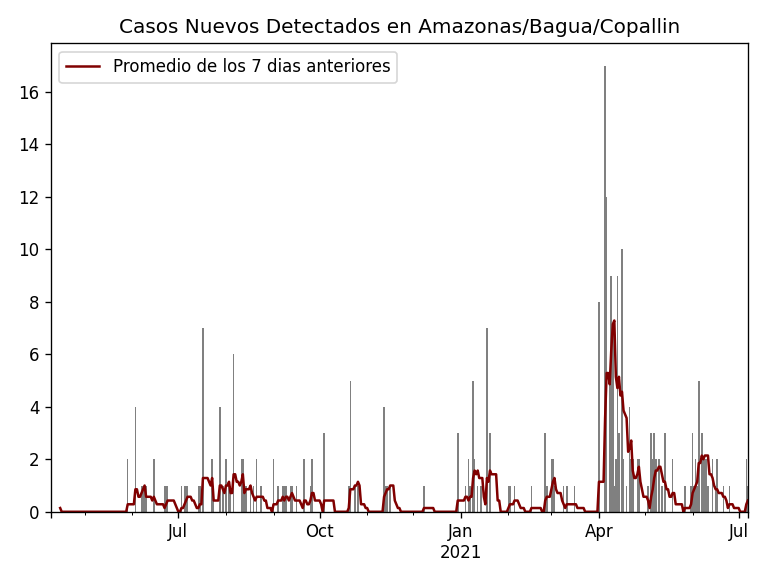 Casos Nuevos Detectados en Amazonas/Bagua/Copallin
Promedio de los 7 dias anteriores
16
14
12
10
8
6
4
2
0
Jul
Oct
Jan
Apr
Jul
2021